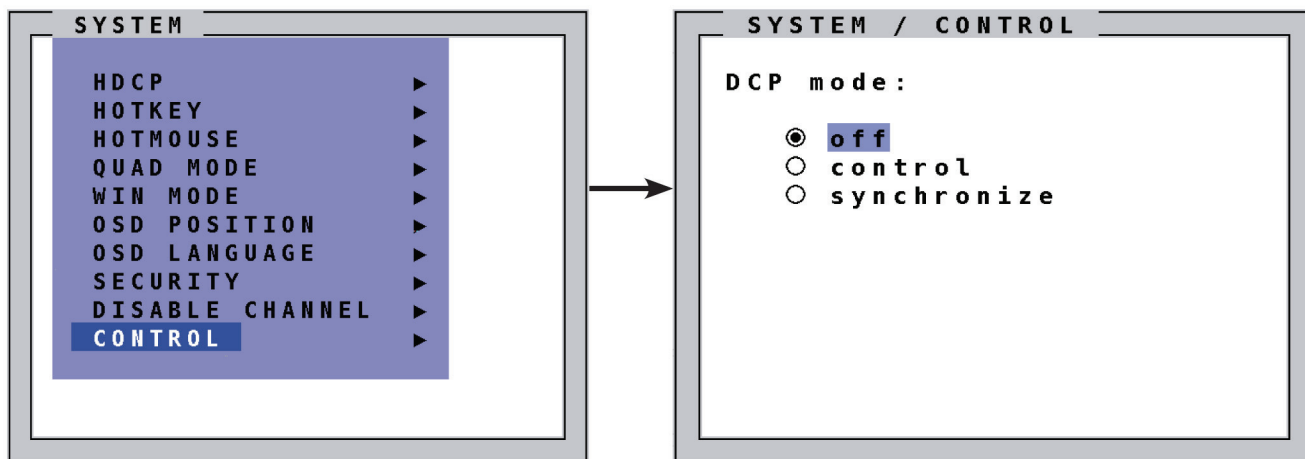 SYSTEM
HDCP ▶
HOTKEY ▶
HOTMOUSE ▶
QUAD MODE ▶
WIN MODE ▶
OSD POSITION ▶
OSD LANGUAGE ▶
SECURITY ▶
DISABLE CHANNEL ▶
CONTROL ▶
SYSTEM / CONTROL
DCP mode:
off
control
synchronize